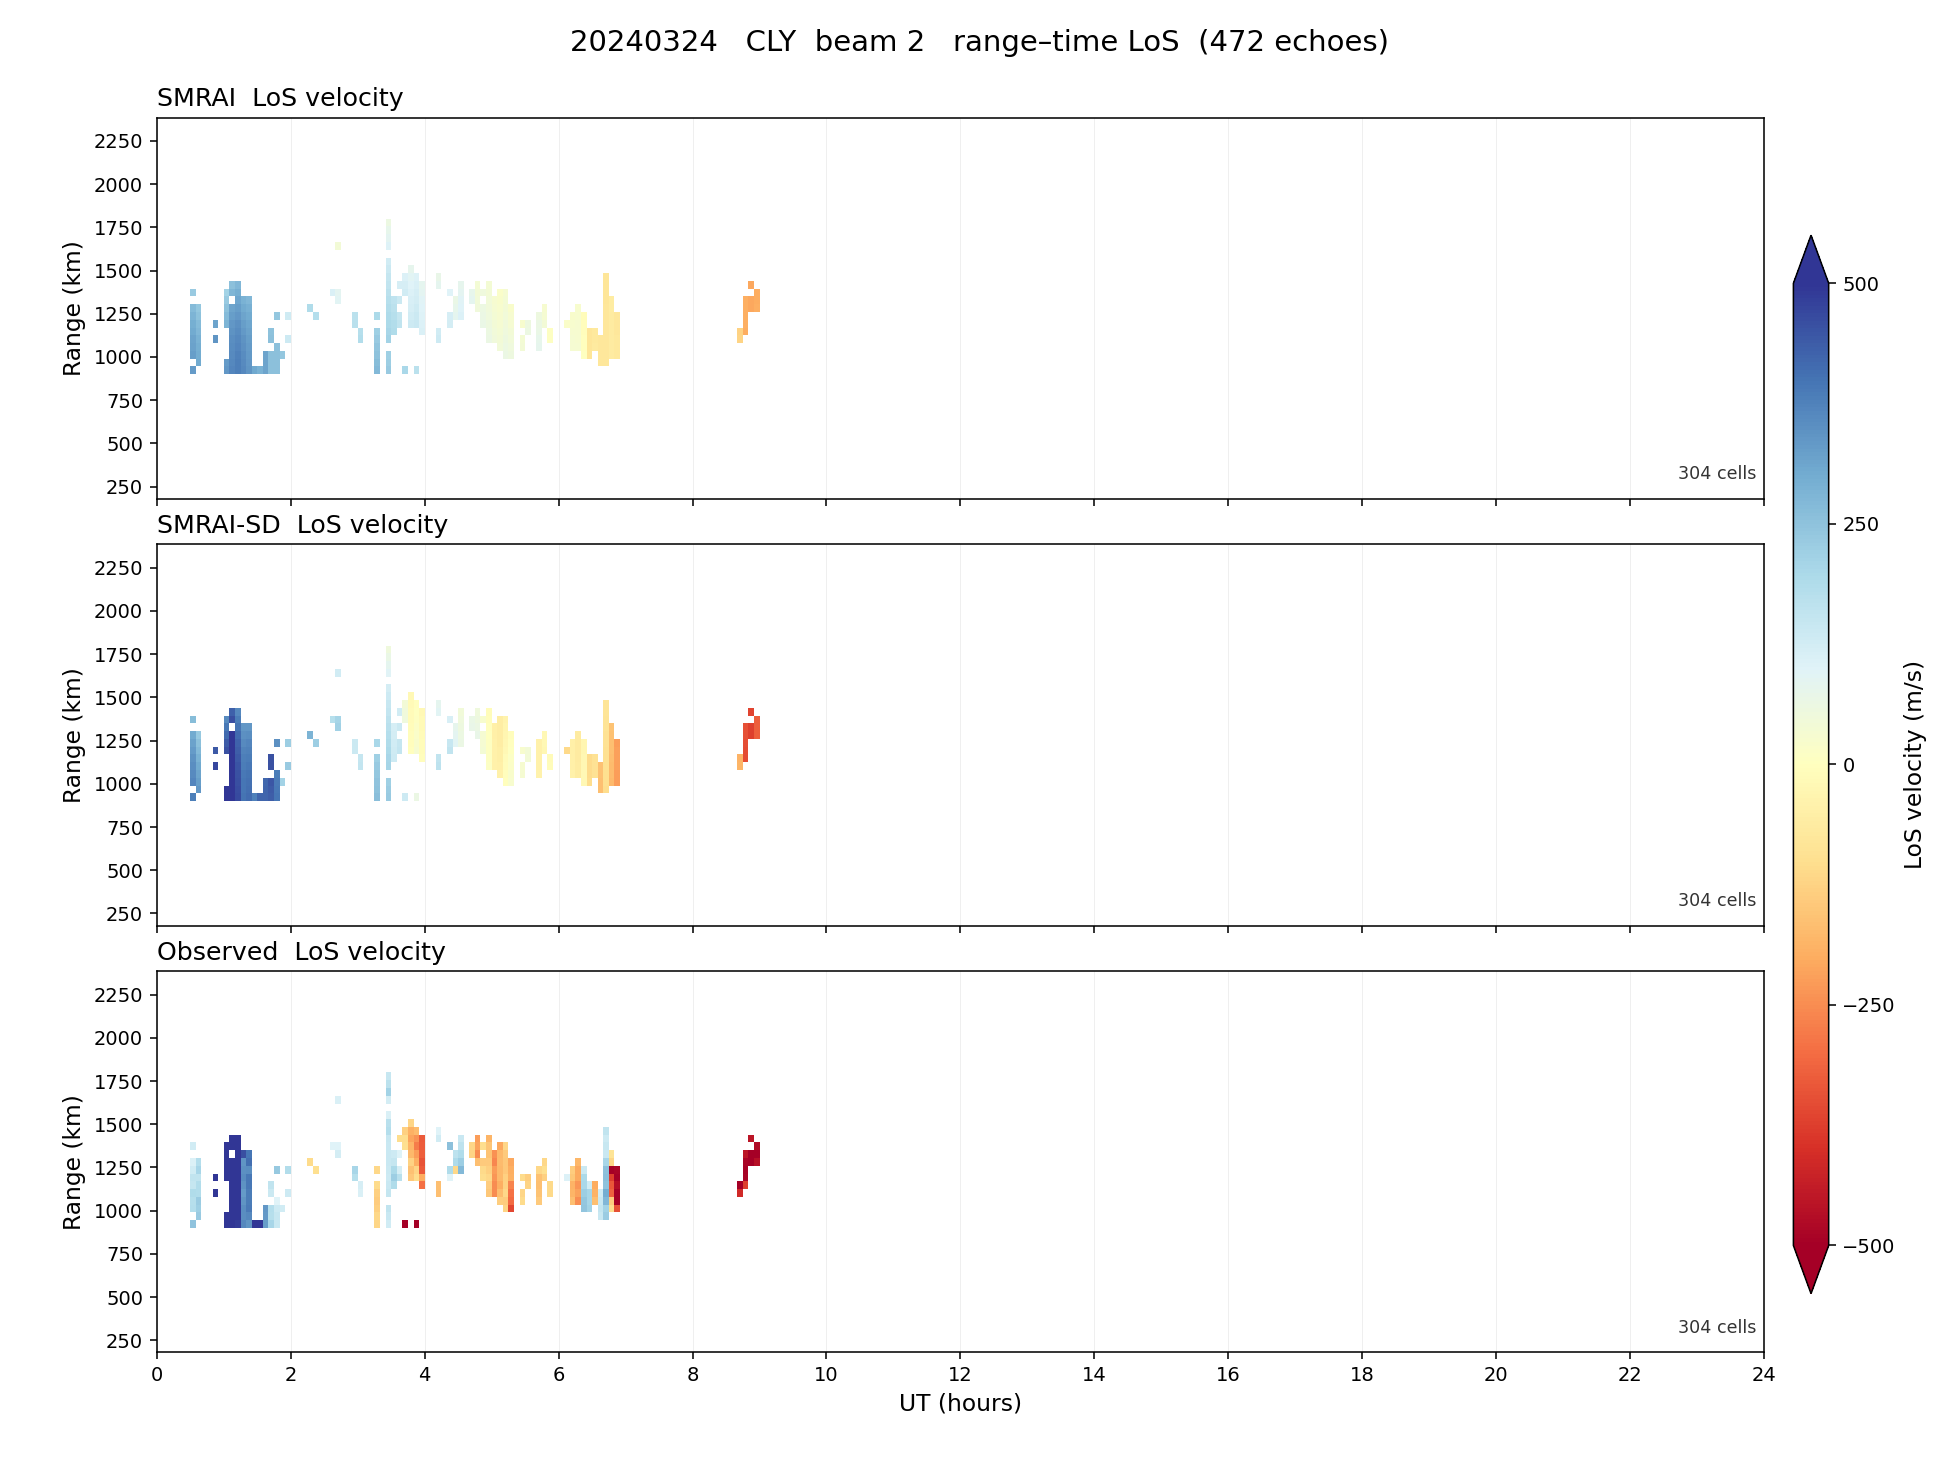 20240324   CLY  beam 2   range–time LoS  (472 echoes)
SMRAI  LoS velocity
2250
2000
1750
1500
1250
1000
750
500
250
Range (km)
304 cells
SMRAI-SD  LoS velocity
2250
2000
1750
1500
1250
1000
750
500
250
Range (km)
304 cells
Observed  LoS velocity
2250
2000
1750
1500
1250
1000
750
500
250
Range (km)
304 cells
0 2 4 6 8 10 12 14 16 18 20 22 24
UT (hours)
500
250
0
−250
−500
LoS velocity (m/s)